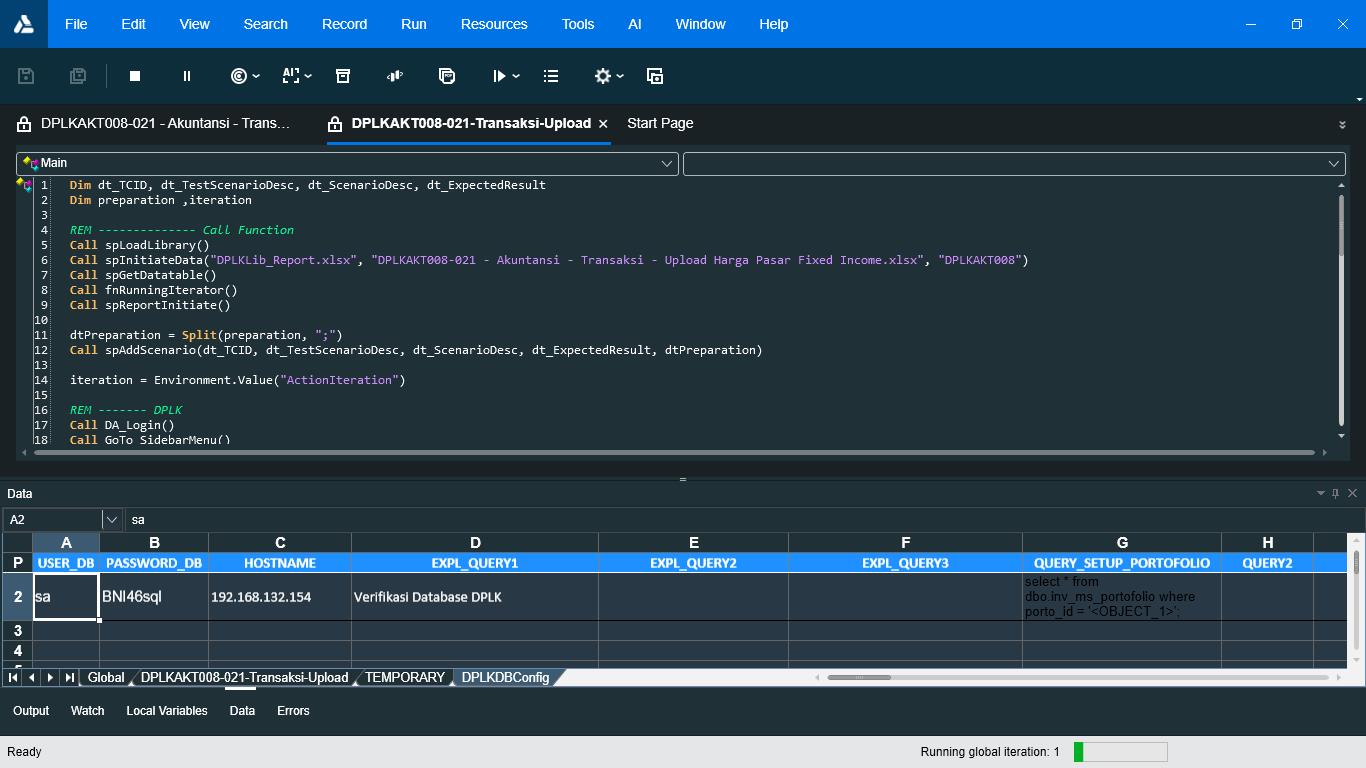 File Edit View Search Record Run Resources Tools AI Window Help
DPLKAKT008-021 - Akuntansi - Trans... DPLKAKT008-021-Transaksi-Upload Start Page
Main
1 Dim dt_TCID, dt_TestScenarioDesc, dt_ScenarioDesc, dt_ExpectedResult
2 Dim preparation ,iteration
3
4 REM -------------- Call Function
5 Call spLoadLibrary()
6 Call spInitiateData("DPLKLib_Report.xlsx", "DPLKAKT008-021 - Akuntansi - Transaksi - Upload Harga Pasar Fixed Income.xlsx", "DPLKAKT008")
7 Call spGetDatatable()
8 Call fnRunningIterator()
9 Call spReportInitiate()
10
11 dtPreparation = Split(preparation, ";")
12 Call spAddScenario(dt_TCID, dt_TestScenarioDesc, dt_ScenarioDesc, dt_ExpectedResult, dtPreparation)
13
14 iteration = Environment.Value("ActionIteration")
15
16 REM ------- DPLK
17 Call DA_Login()
18 Call GoTo SidebarMenu()
Data
A2 sa
A B C D E F G H
P USER_DB PASSWORD_DB HOSTNAME EXPL_QUERY1 EXPL_QUERY2 EXPL_QUERY3 QUERY_SETUP_PORTOFOLIO QUERY2
2 sa BNI46sql 192.168.132.154 Verifikasi Database DPLK select * from
dbo.inv_ms_portofolio where
porto_id = '<OBJECT_1>';
3
4
Global DPLKAKT008-021-Transaksi-Upload TEMPORARY DPLKDBConfig
Output Watch Local Variables Data Errors
Ready Running global iteration: 1